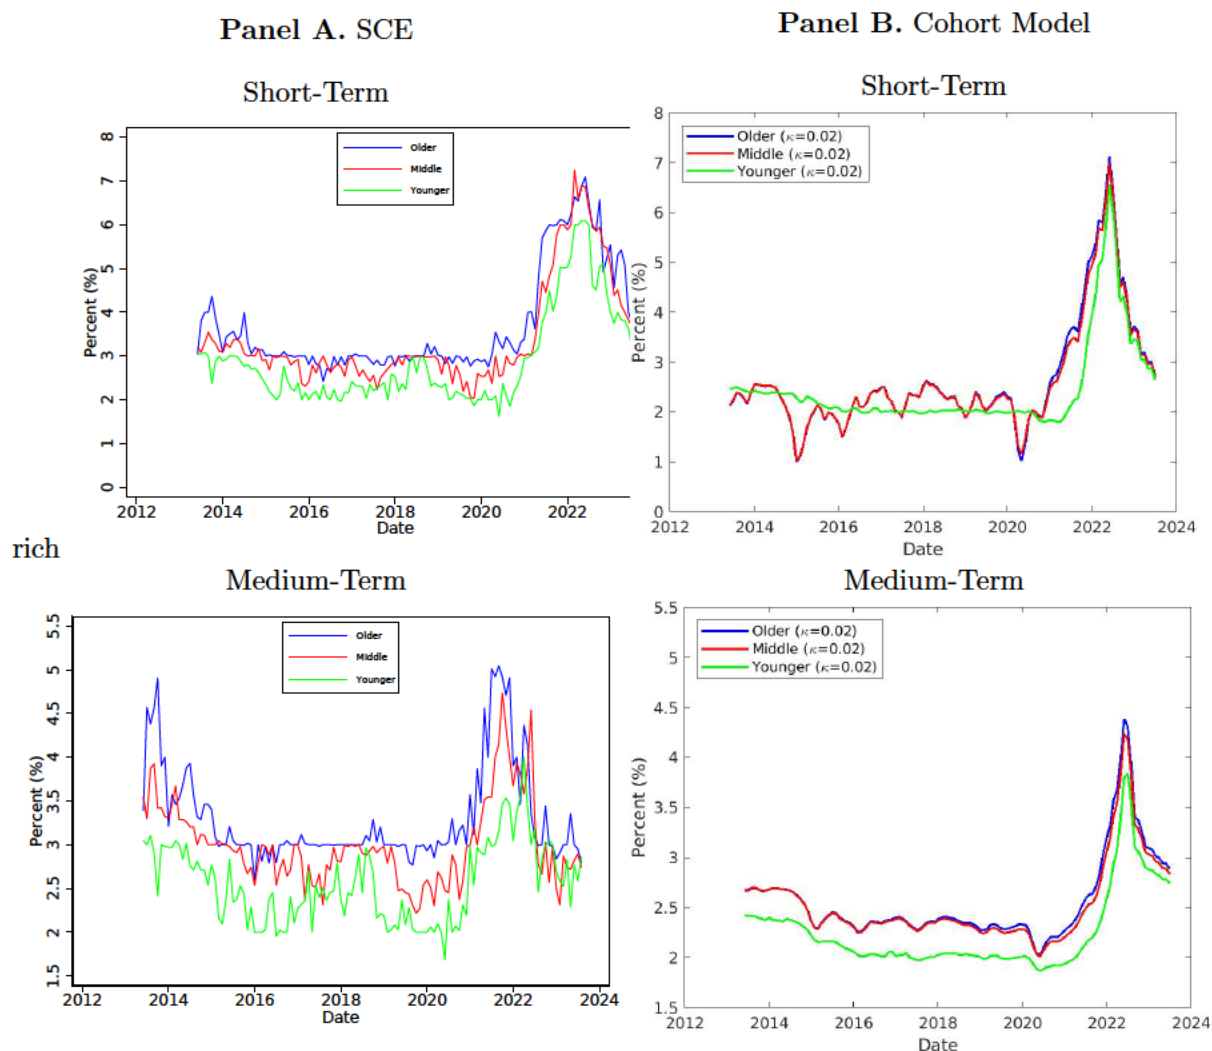 Panel A. SCE
Short-Term
Older
Middle
Younger
8
7
6
5
4
3
2
1
0
Percent (%)
2012 2014 2016 2018 2020 2022
Date
Panel B. Cohort Model
Short-Term
Older (κ=0.02)
Middle (κ=0.02)
Younger (κ=0.02)
8
7
6
5
4
3
2
1
0
Percent (%)
2012 2014 2016 2018 2020 2022 2024
Date
rich
Medium-Term
Older
Middle
Younger
5.5
5
4.5
4
3.5
3
2.5
2
1.5
Percent (%)
2012 2014 2016 2018 2020 2022 2024
Date
Medium-Term
Older (κ=0.02)
Middle (κ=0.02)
Younger (κ=0.02)
5.5
5
4.5
4
3.5
3
2.5
2
1.5
Percent (%)
2012 2014 2016 2018 2020 2022 2024
Date